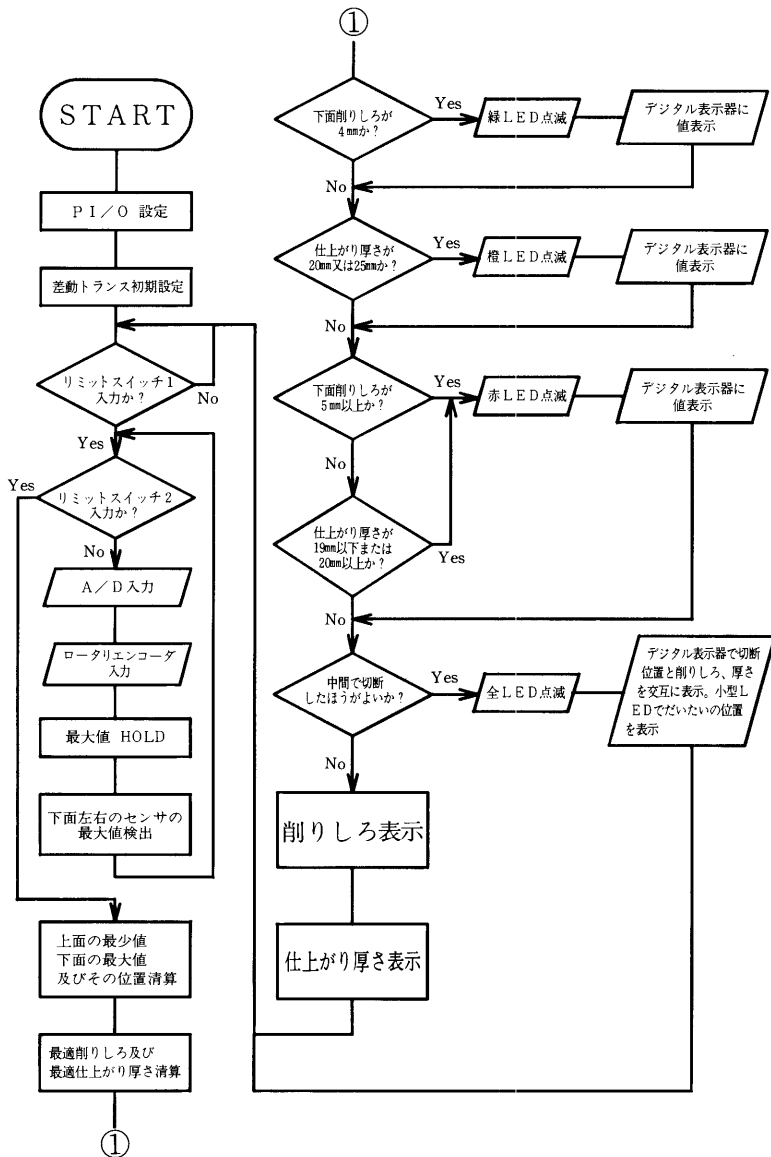 START
PI／O 設定
差動トランス初期設定
リミットスイッチ1
入力か？
No
Yes
リミットスイッチ2
入力か？
Yes
No
A／D入力
ロータリエンコーダ
入力
最大値 HOLD
下面左右のセンサの
最大値検出
上面の最少値
下面の最大値
及びその位置清算
最適削りしろ及び
最適仕上がり厚さ清算
①
①
下面削りしろが
4㎜か？
Yes
緑LED点滅
デジタル表示器に
値表示
No
仕上がり厚さが
20㎜又は25㎜か？
Yes
橙LED点滅
デジタル表示器に
値表示
No
下面削りしろが
5㎜以上か？
Yes
赤LED点滅
デジタル表示器に
値表示
No
仕上がり厚さが
19㎜以下または
20㎜以上か？
Yes
No
中間で切断
したほうがよいか？
Yes
全LED点滅
デジタル表示器で切断
位置と削りしろ、厚さ
を交互に表示。小型L
EDでだいたいの位置
を表示
No
削りしろ表示
仕上がり厚さ表示